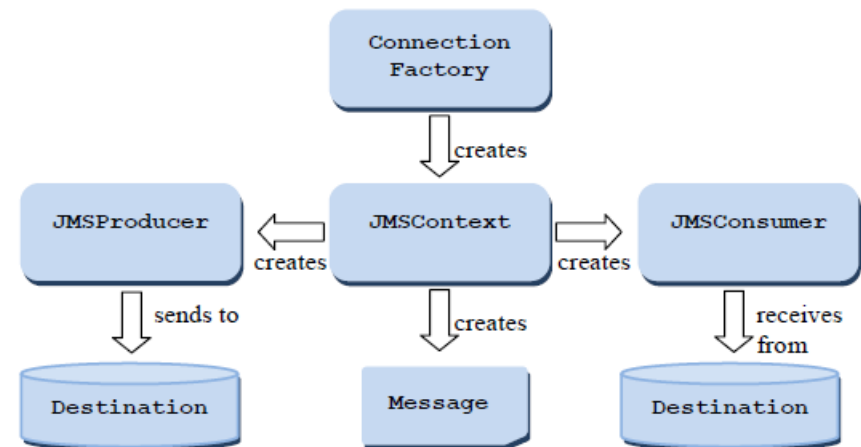 Connection
Factory
creates
JMSProducer
JMSContext
JMSConsumer
creates
creates
sends to
creates
receives
from
Destination
Message
Destination